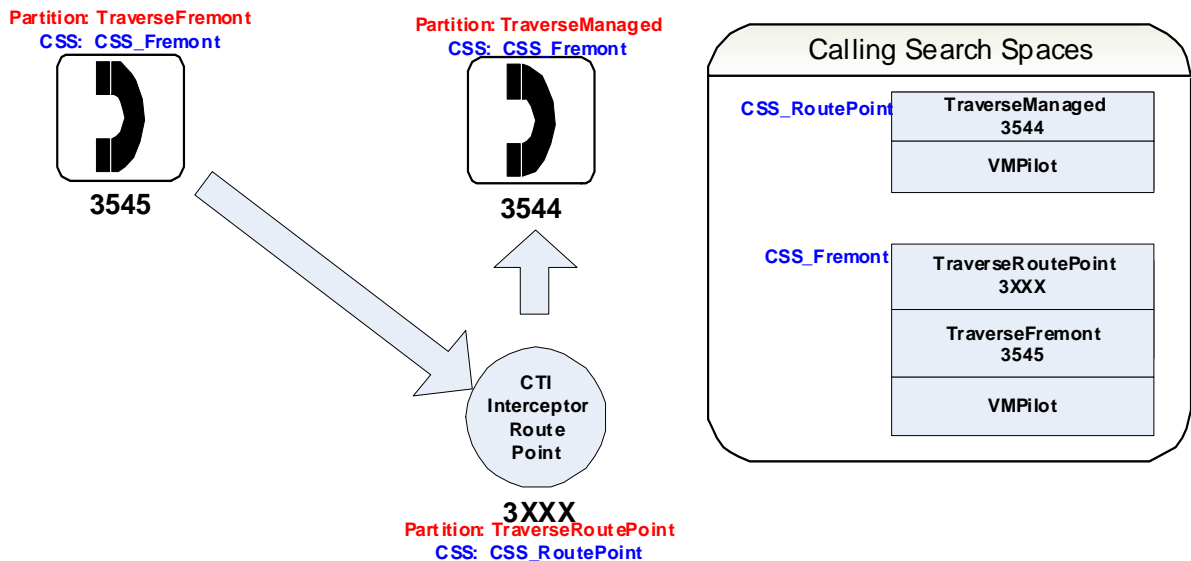 Partition: TraverseFremont
CSS: CSS_Fremont
3545
Partition: TraverseManaged
CSS: CSS_Fremont
3544
CTI
Interceptor
Route
Point
3XXX
Partition: TraverseRoutePoint
CSS: CSS_RoutePoint
Calling Search Spaces
CSS_RoutePoint
TraverseManaged
3544
VMPilot
CSS_Fremont
TraverseRoutePoint
3XXX
TraverseFremont
3545
VMPilot